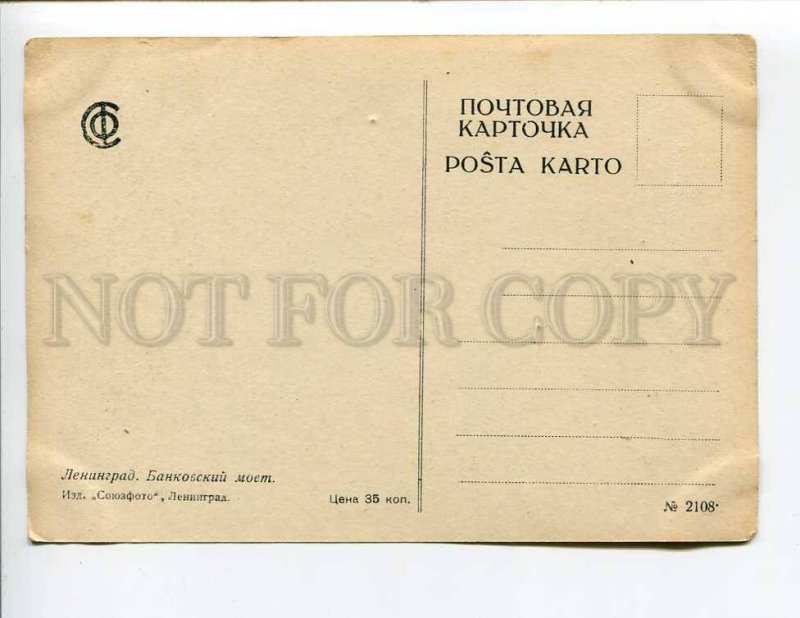 СФ
ПОЧТОВАЯ
КАРТОЧКА
POŜTA KARTO
NOT FOR COPY
Ленинград. Банковский мост.
Изд. „Союзфото“, Ленинград.
Цена 35 коп.
№ 2108·